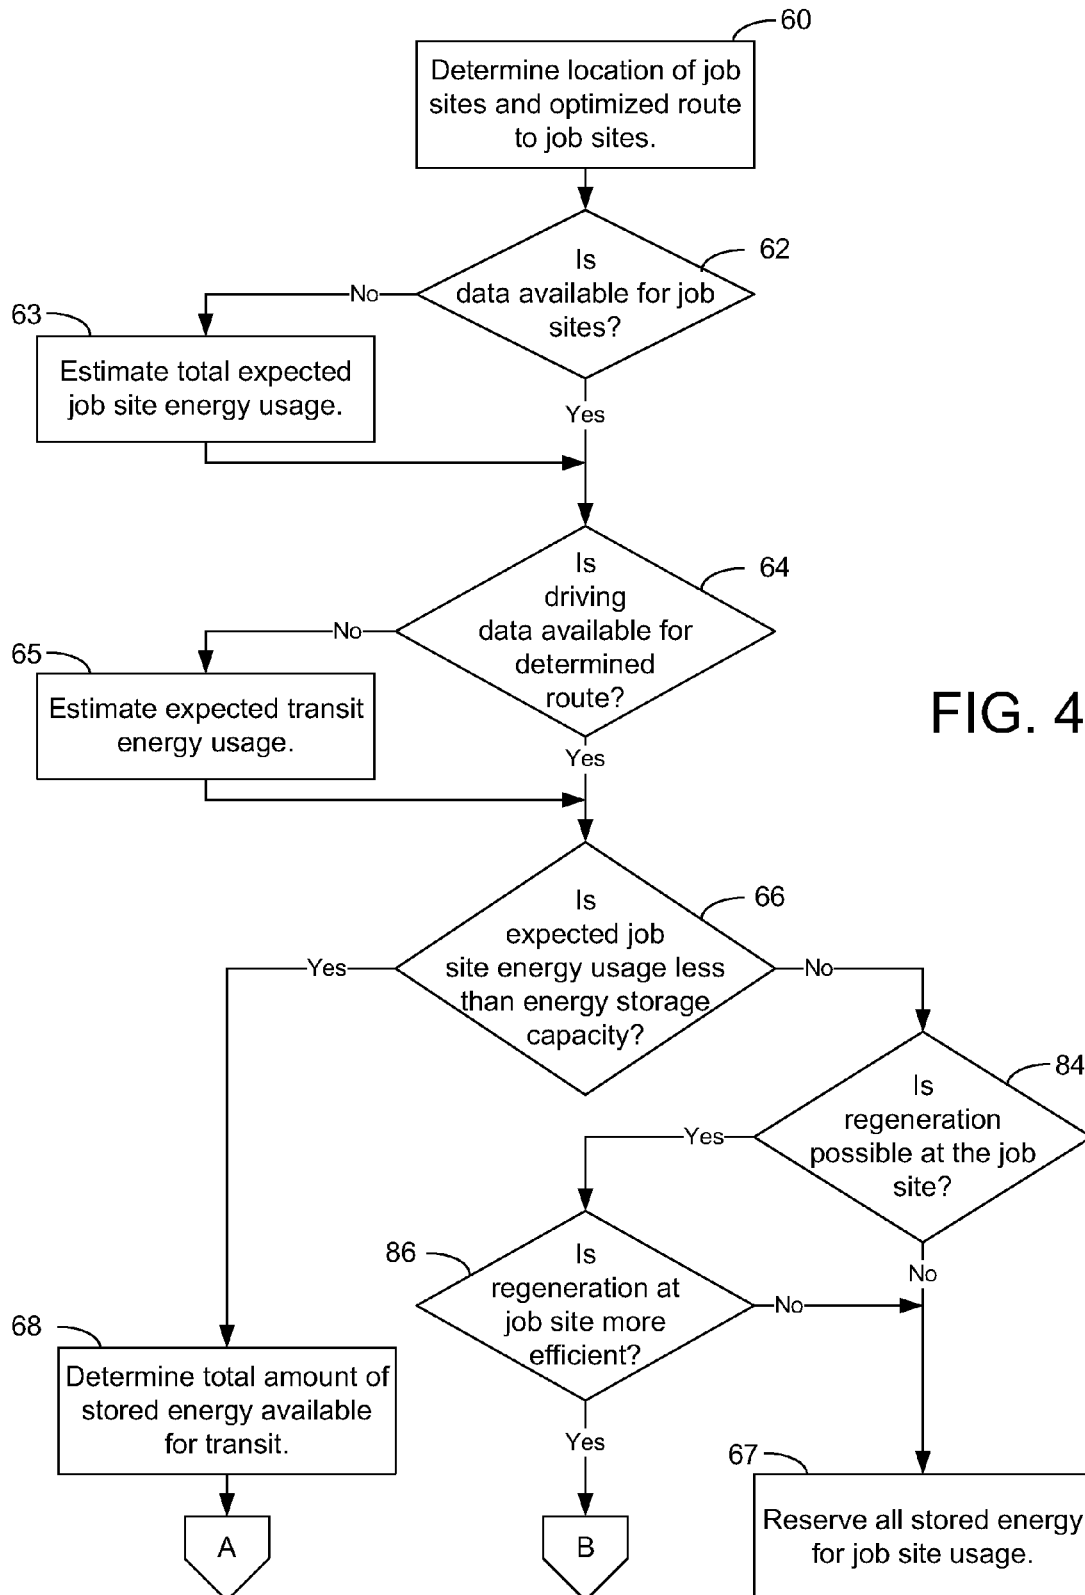 60
Determine location of job
sites and optimized route
to job sites.
62
Is
data available for job
sites?
No
63
Estimate total expected
job site energy usage.
Yes
64
Is
driving
data available for
determined
route?
No
65
Estimate expected transit
energy usage.
FIG. 4
Yes
66
Is
expected job
site energy usage less
than energy storage
capacity?
Yes
No
84
Is
regeneration
possible at the job
site?
Yes
No
86
Is
regeneration at
job site more
efficient?
No
68
Determine total amount of
stored energy available
for transit.
Yes
67
Reserve all stored energy
for job site usage.
A
B